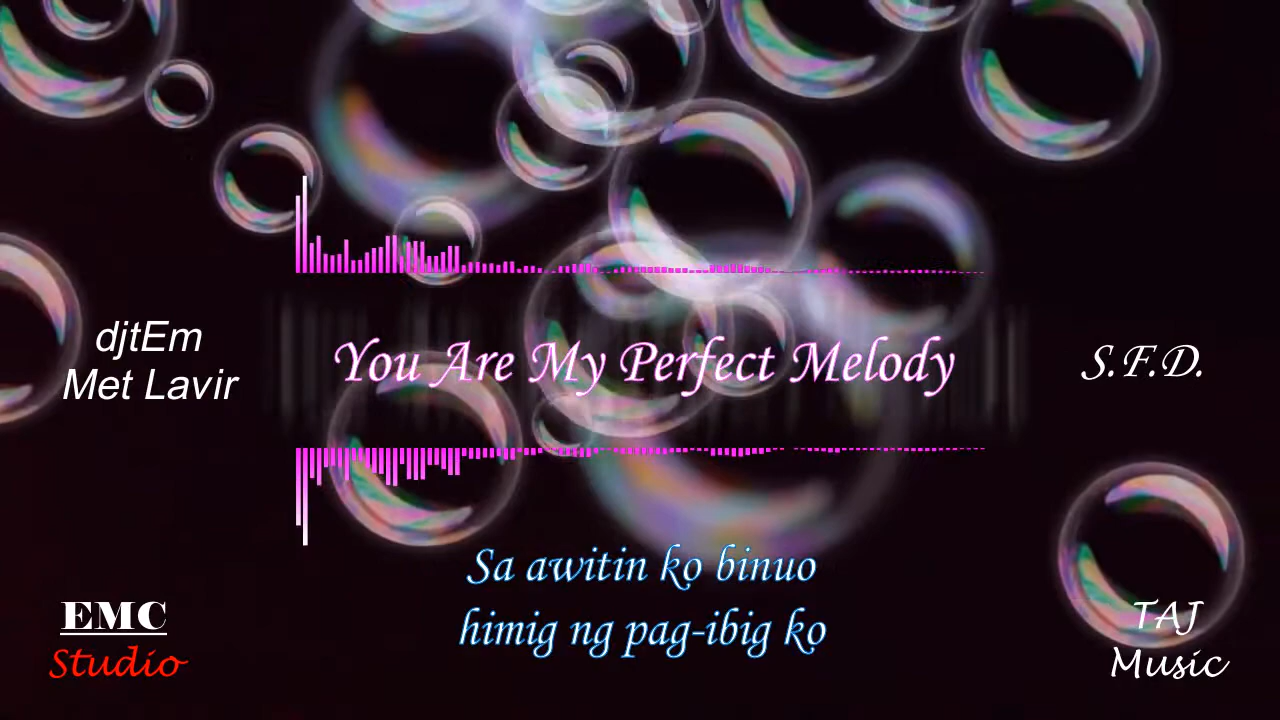 djtEm
Met Lavir
You Are My Perfect Melody
S.F.D.
Sa awitin ko binuo
himig ng pag-ibig ko
EMC
Studio
TAJ
Music